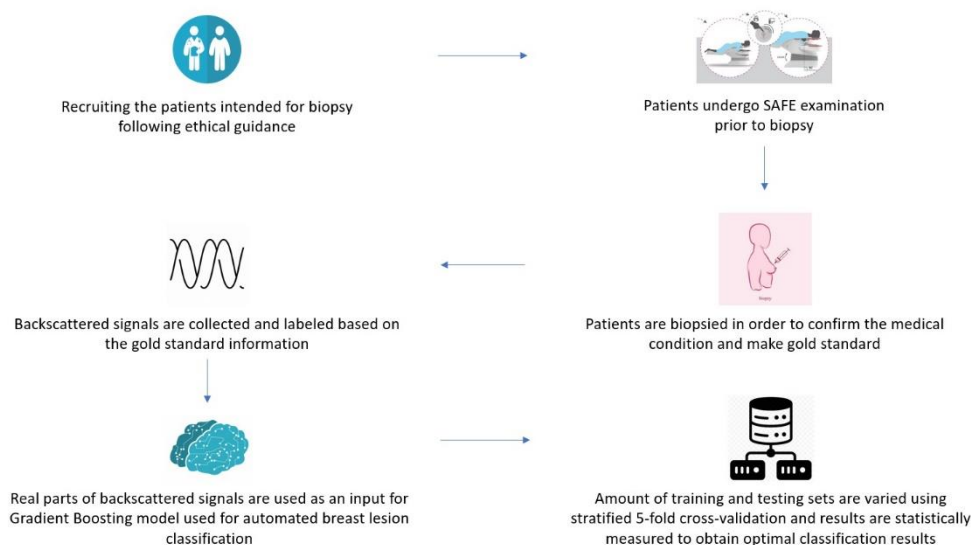 Recruiting the patients intended for biopsy
following ethical guidance
Patients undergo SAFE examination
prior to biopsy
Patients are biopsied in order to confirm the medical
condition and make gold standard
Backscattered signals are collected and labeled based on
the gold standard information
Real parts of backscattered signals are used as an input for
Gradient Boosting model used for automated breast lesion
classification
Amount of training and testing sets are varied using
stratified 5-fold cross-validation and results are statistically
measured to obtain optimal classification results